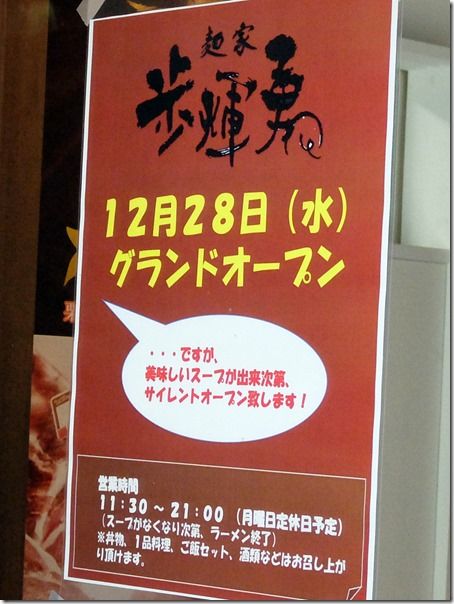 麺家
歩輝勇
12月28日(水)
グランドオープン
・・・ですが、
美味しいスープが出来次第、
サイレントオープン致します!
営業時間
11:30~21:00 (月曜日定休日予定)
(スープがなくなり次第、ラーメン終了)
※丼物、1品料理、ご飯セット、酒類などはお召し上が
り頂けます。